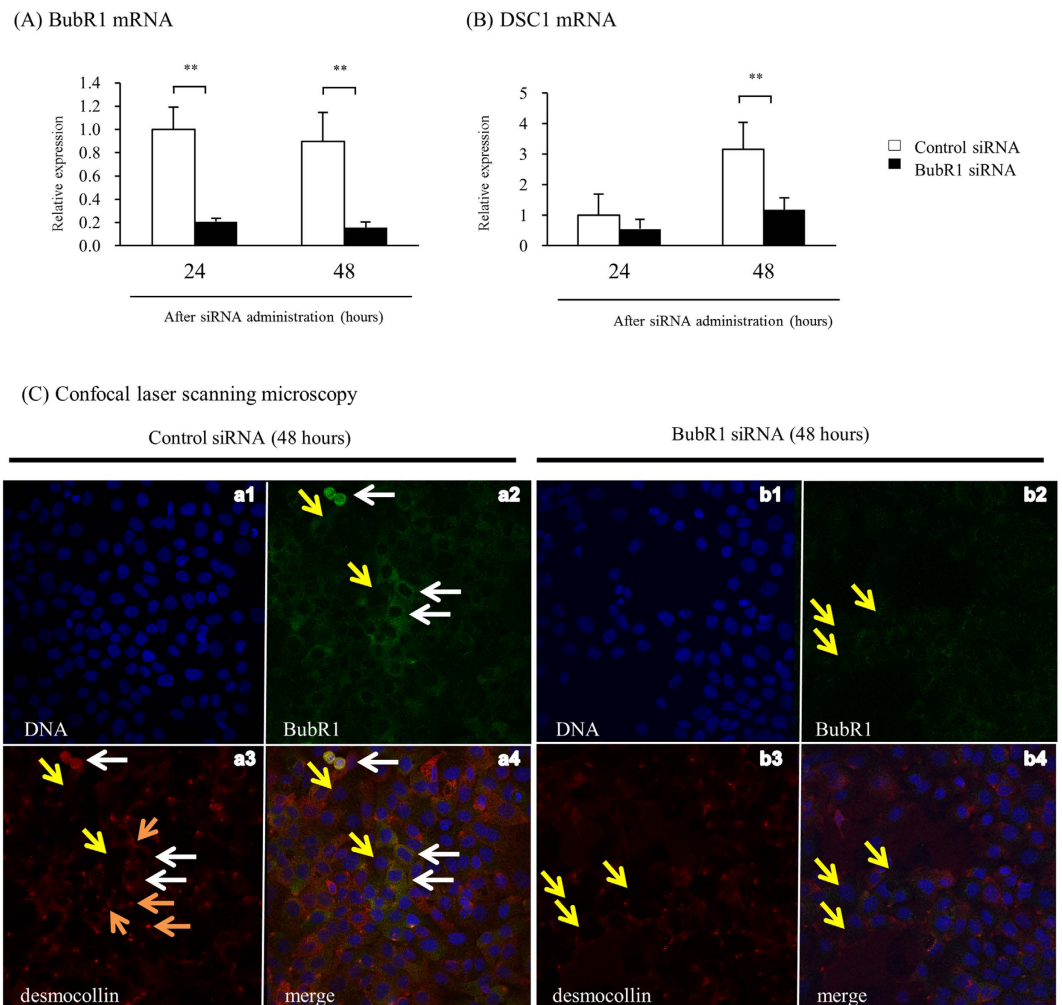 (A) BubR1 mRNA
**
**
1.4
1.2
1.0
0.8
0.6
0.4
0.2
0.0
Relative expression
24
48
After siRNA administration (hours)
(B) DSC1 mRNA
**
5
4
3
2
1
0
Relative expression
24
48
After siRNA administration (hours)
Control siRNA
BubR1 siRNA
(C) Confocal laser scanning microscopy
Control siRNA (48 hours)
BubR1 siRNA (48 hours)
a1
DNA
a2
BubR1
b1
DNA
b2
BubR1
a3
desmocollin
a4
merge
b3
desmocollin
b4
merge